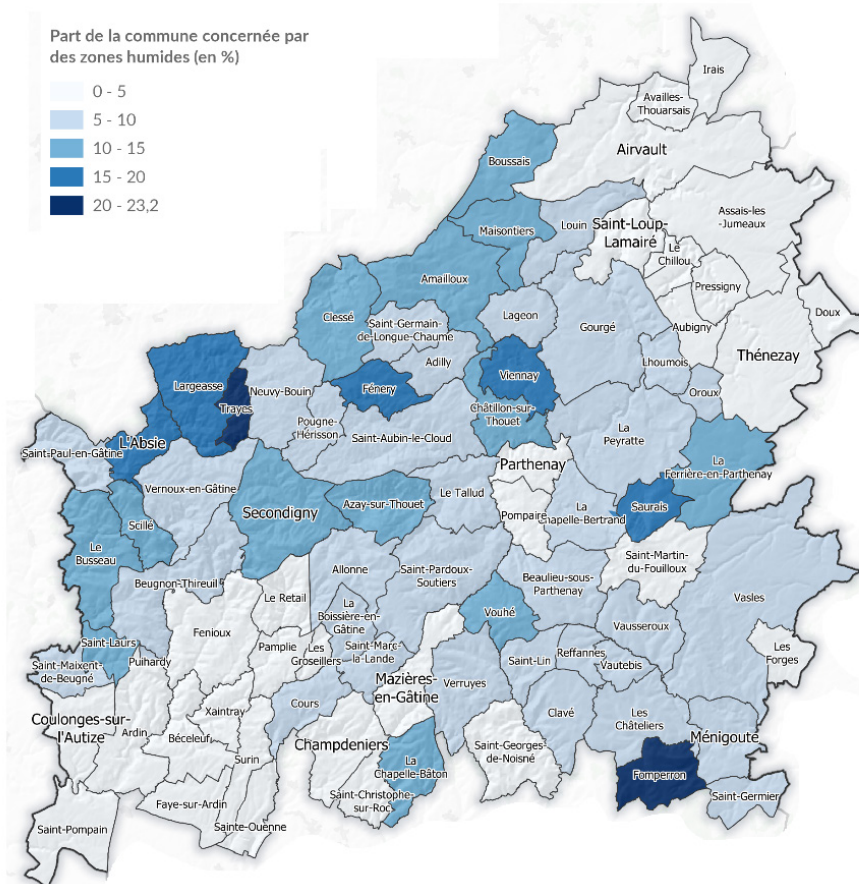 Part de la commune concernée par
des zones humides (en %)
0 - 5
5 - 10
10 - 15
15 - 20
20 - 23,2
Irais
Availles-
Thouarsais
Airvault
Boussais
Assais-les
-Jumeaux
Louin
Saint-Loup-
Lamairé
Maisontiers
Le
Chillou
Amailloux
Pressigny
Doux
Clessé
Lageon
Saint-Germain-
de-Longue-Chaume
Gourgé
Aubigny
Thénezay
Adilly
Lhoumois
Viennay
Largeasse
Neuvy-Bouin
Fénery
Oroux
Trayes
Châtillon-sur-
Thouet
Pougne-
Hérisson
Saint-Aubin-le-Cloud
La
Peyratte
L'Absie
Saint-Paul-en-Gâtine
La
Ferrière-en-Parthenay
Parthenay
Vernoux-en-Gâtine
Le Tallud
Secondigny
Azay-sur-Thouet
Pompaire
La
Chapelle-Bertrand
Saurais
Scillé
Le
Busseau
Saint-Martin-
du-Fouilloux
Beugnon-Thireuil
Allonne
Saint-Pardoux-
Soutiers
Beaulieu-sous-
Parthenay
Vasles
Le Retail
La
Boissière-en-
Gâtine
Vouhé
Vausseroux
Fenioux
Saint-Laurs
Pamplie
Les
Groseillers
Saint-Marc-
la-Lande
Les
Forges
Puihardy
Saint-Lin
Reffannes
Vautebis
Saint-Maixent-
de-Beugné
Mazières-
en-Gâtine
Verruyes
Cours
Xaintray
Clavé
Les
Châteliers
Coulonges-sur-
l'Autize
Ardin
Béceleuf
Champdeniers
Ménigoute
Surin
Saint-Georges-
de-Noisné
La
Chapelle-Bâton
Fomperron
Saint-Christophe-
sur-Roc
Saint-Germier
Faye-sur-Ardin
Saint-Pompain
Sainte-Ouenne